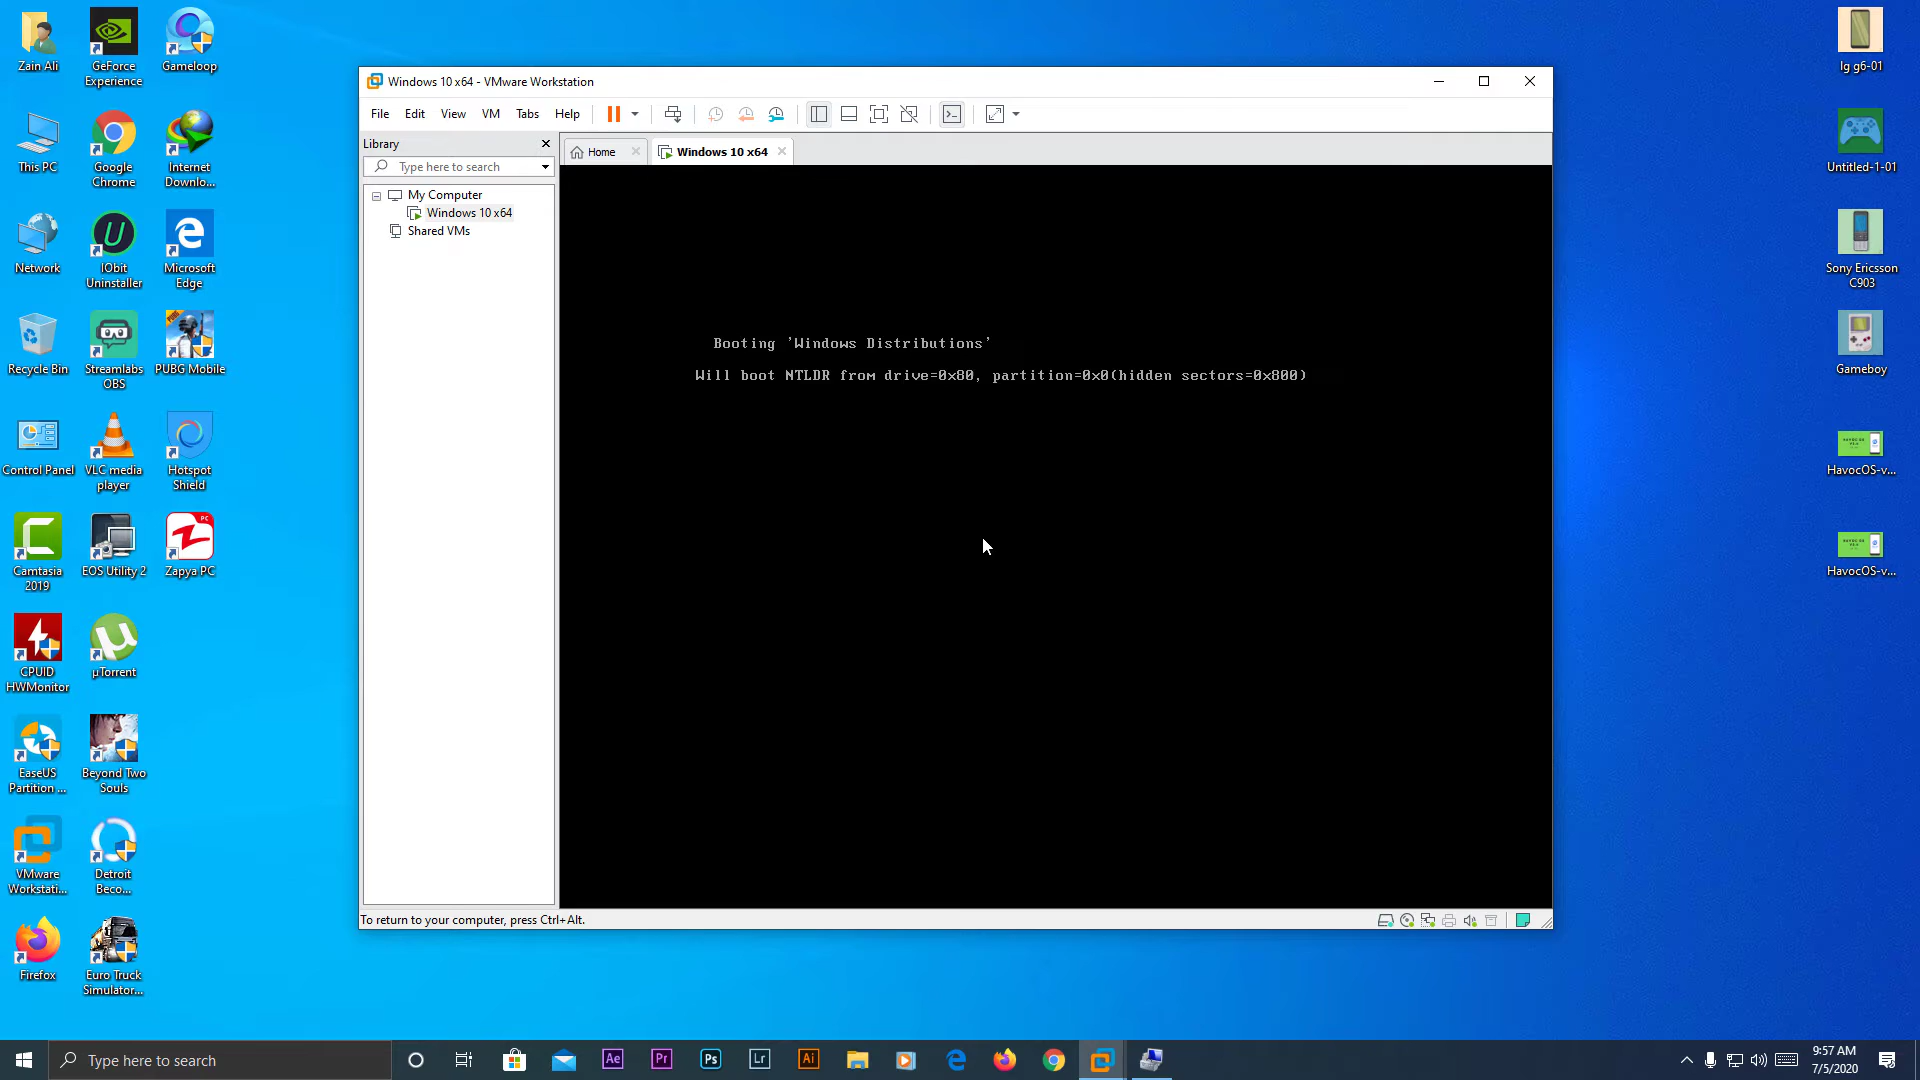 Zain Ali
GeForce
Experience
Gameloop
This PC
Google
Chrome
Internet
Downlo...
Network
IObit
Uninstaller
Microsoft
Edge
Recycle Bin
Streamlabs
OBS
PUBG Mobile
Control Panel
VLC media
player
Hotspot
Shield
Camtasia
2019
EOS Utility 2
Zapya PC
CPUID
HWMonitor
µTorrent
EaseUS
Partition ...
Beyond Two
Souls
VMware
Workstati...
Detroit
Beco...
Firefox
Euro Truck
Simulator...
Windows 10 x64 - VMware Workstation
File Edit View VM Tabs Help
Library
Type here to search
My Computer
Windows 10 x64
Shared VMs
Home
Windows 10 x64
Booting 'Windows Distributions'
Will boot NTLDR from drive=0x80, partition=0x0(hidden sectors=0x800)
To return to your computer, press Ctrl+Alt.
lg g6-01
Untitled-1-01
Sony Ericsson
C903
Gameboy
HavocOS-v...
HavocOS-v...
Type here to search
Ae Pr Ps Lr Ai
9:57 AM
7/5/2020